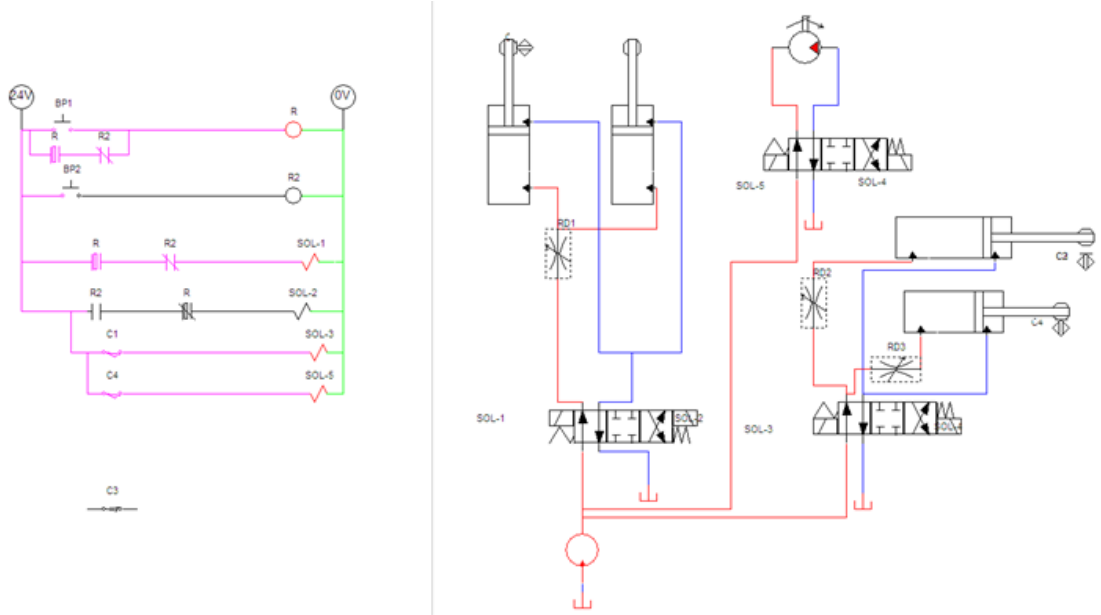 24V
0V
BP1
R
R
R2
BP2
R2
R
R2
SOL-1
R2
R
SOL-2
C1
SOL-3
C4
SOL-5
C3
RD1
SOL-1
SOL-2
SOL-5
SOL-4
RD2
C4
RD3
SOL-3